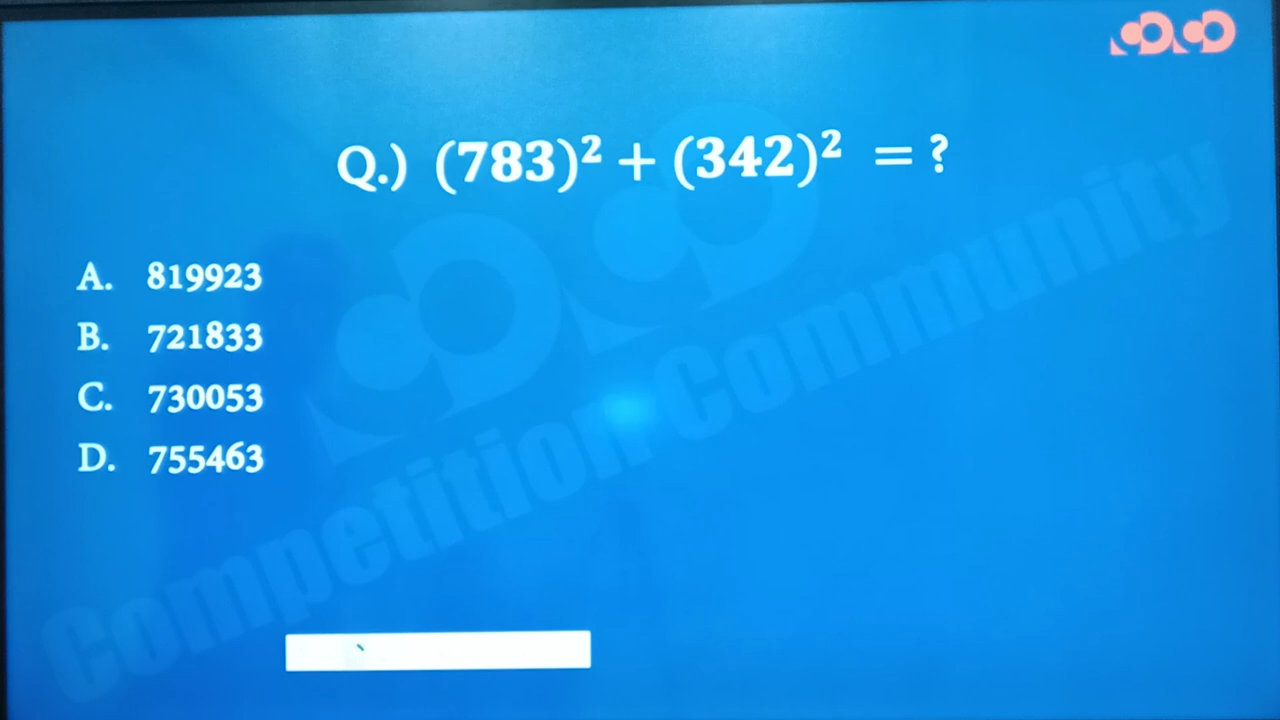 Q.) (783)² + (342)² = ?
A. 819923
B. 721833
C. 730053
D. 755463
Competition Community